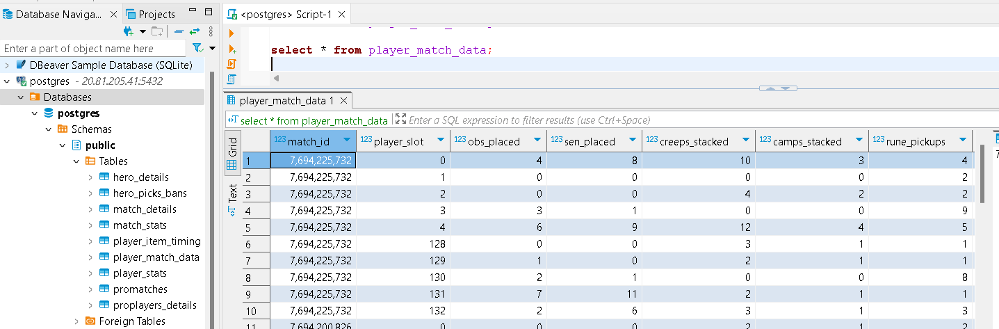 Database Naviga...
Projects
Enter a part of object name here
DBeaver Sample Database (SQLite)
postgres - 20.81.205.41:5432
Databases
postgres
Schemas
public
Tables
hero_details
hero_picks_bans
match_details
match_stats
player_item_timing
player_match_data
player_stats
promatches
proplayers_details
Foreign Tables
<postgres> Script-1
select * from player_match_data;
player_match_data 1
select * from player_match_data
Enter a SQL expression to filter results (use Ctrl+Space)
Grid
Text
123 match_id 123 player_slot 123 obs_placed 123 sen_placed 123 creeps_stacked 123 camps_stacked 123 rune_pickups
1 7,694,225,732 0 4 8 10 3 4
2 7,694,225,732 1 0 0 0 0 2
3 7,694,225,732 2 0 0 4 2 2
4 7,694,225,732 3 3 1 0 0 9
5 7,694,225,732 4 6 9 12 4 5
6 7,694,225,732 128 0 0 3 1 1
7 7,694,225,732 129 1 0 2 1 1
8 7,694,225,732 130 2 1 0 0 8
9 7,694,225,732 131 7 11 2 1 1
10 7,694,225,732 132 2 6 3 1 3
11 7,694,200,826 0 0 0 2 1 2